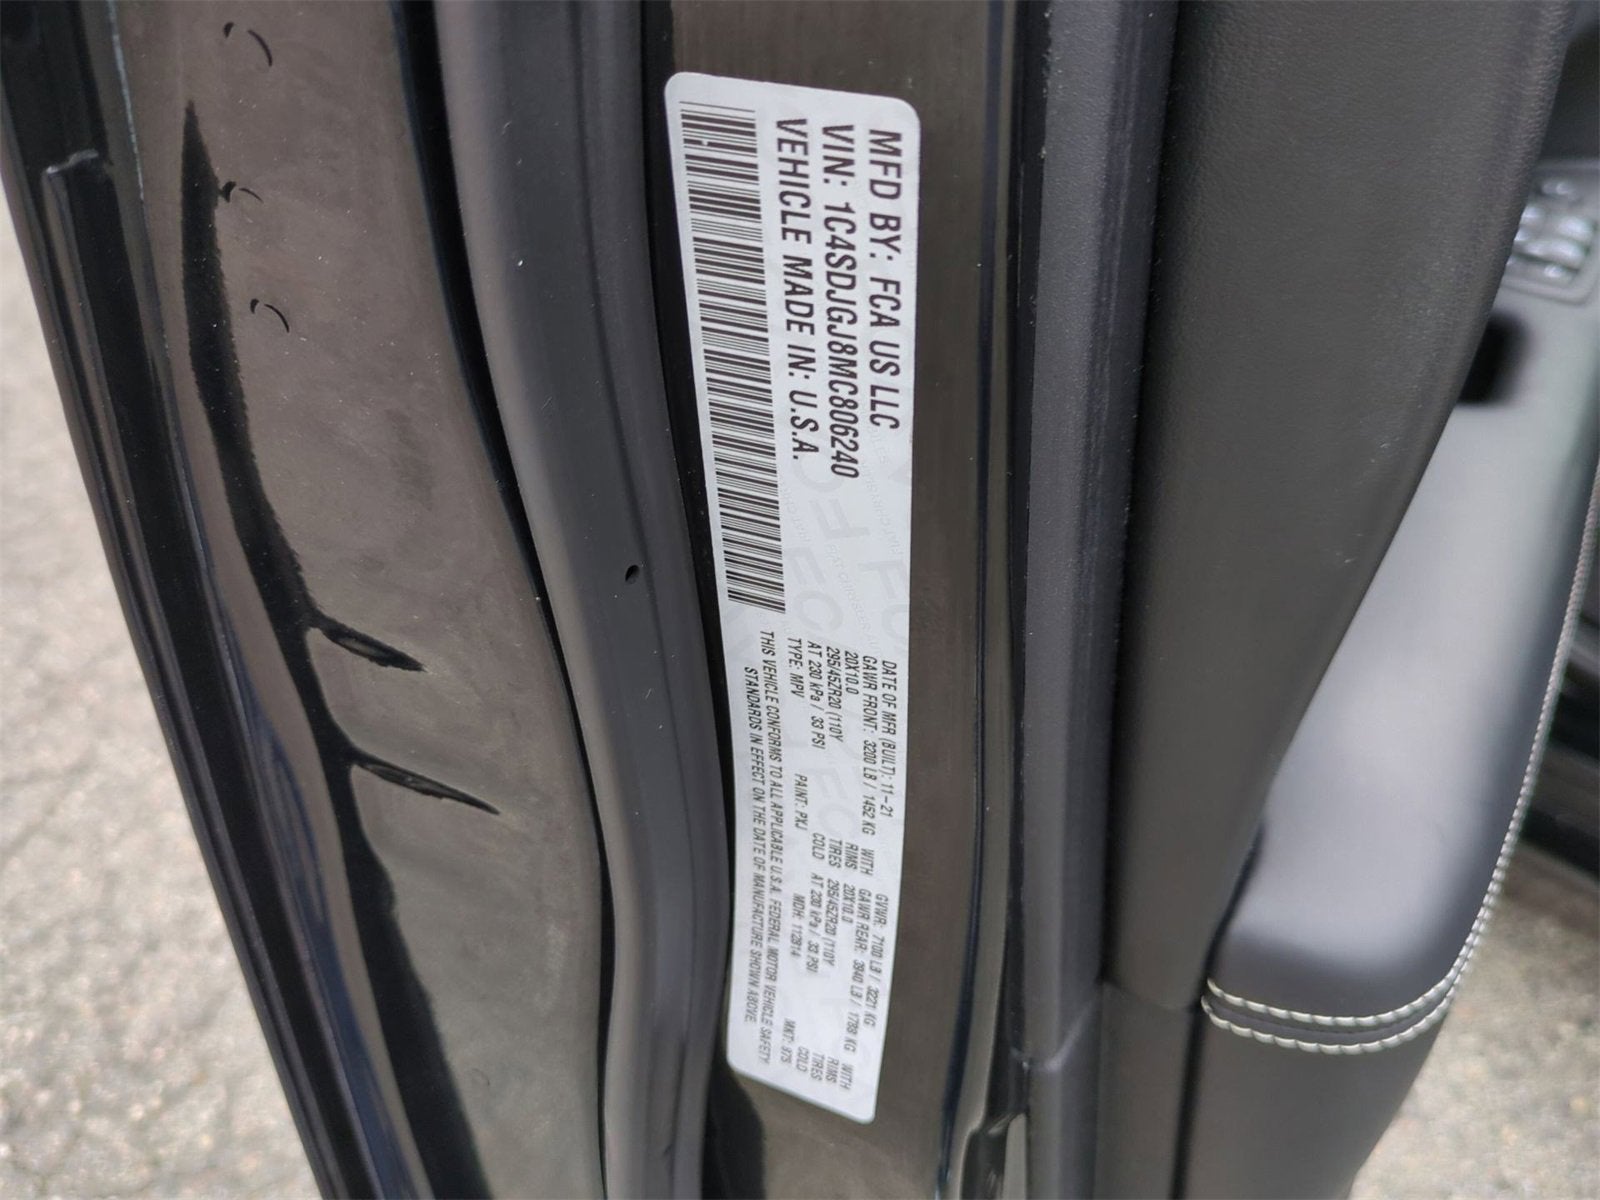 MFD BY: FCA US LLC
VIN: 1C4SDJGJ8MC806240
VEHICLE MADE IN: U.S.A.
DATE OF MFR (BUILT): 11-21 GVWR: 7100 LB / 3221 KG
GAWR FRONT: 3200 LB / 1452 KG WITH GAWR REAR: 3940 LB / 1788 KG WITH
20X10.0 RIMS 20X10.0 RIMS
295/45ZR20 (110Y TIRES 295/45ZR20 (110Y TIRES
AT 230 kPa / 33 PSI COLD AT 230 kPa / 33 PSI COLD
TYPE: MPV PAINT: PXJ MDH: 112814 MKT: 875
THIS VEHICLE CONFORMS TO ALL APPLICABLE U.S.A. FEDERAL MOTOR VEHICLE SAFETY
STANDARDS IN EFFECT ON THE DATE OF MANUFACTURE SHOWN ABOVE.